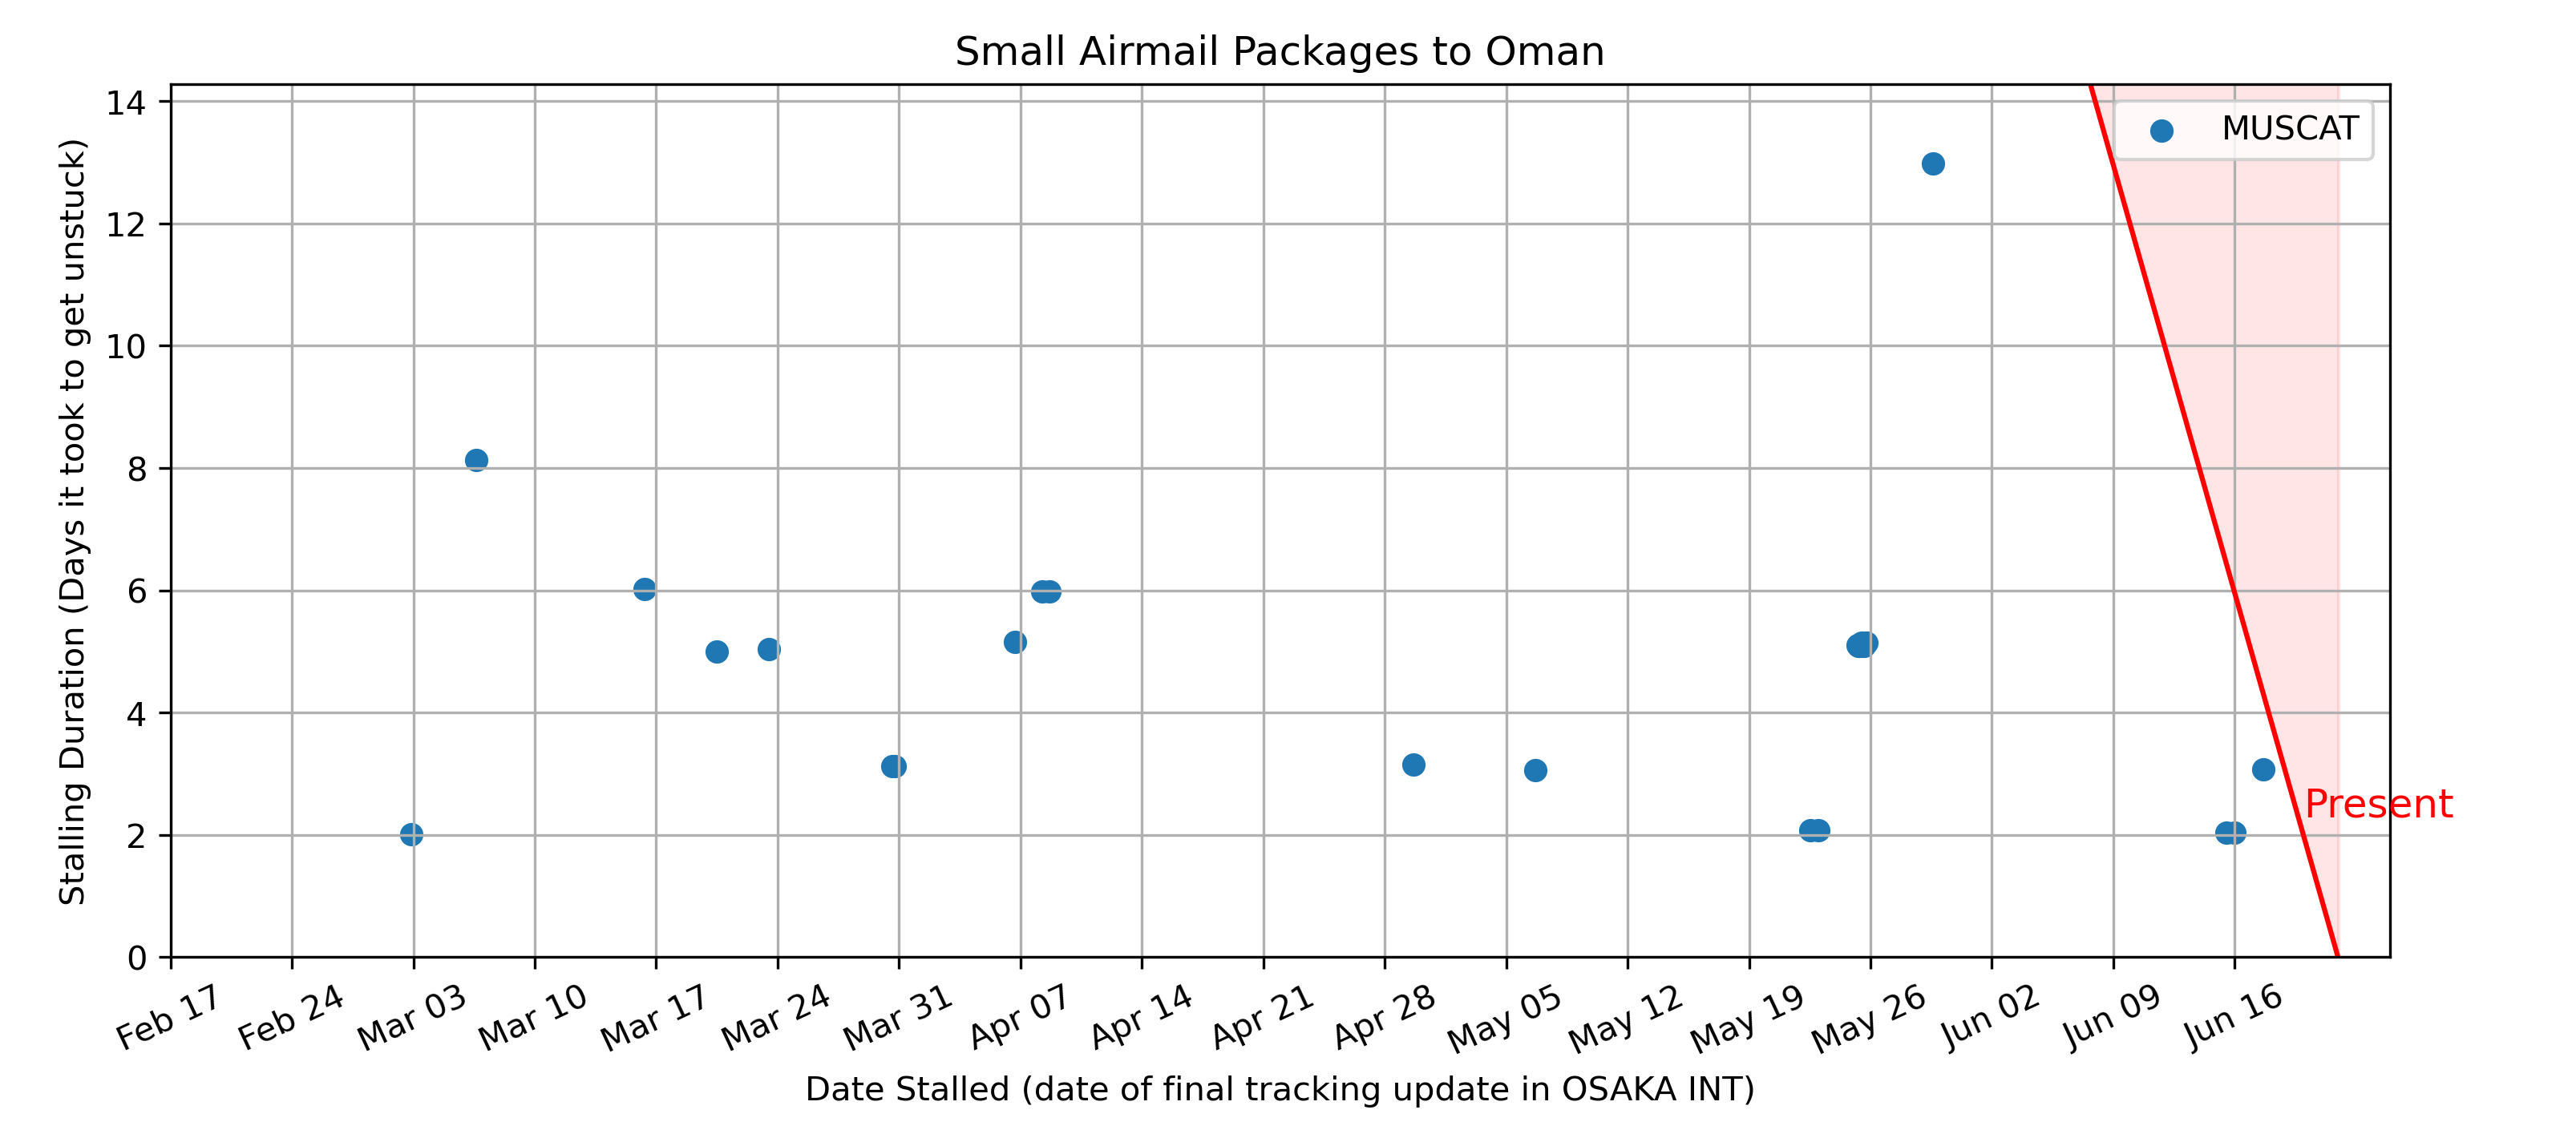 Small Airmail Packages to Oman
MUSCAT
Stalling Duration (Days it took to get unstuck)
14
12
10
8
6
4
2
0
Present
Feb 17
Feb 24
Mar 03
Mar 10
Mar 17
Mar 24
Mar 31
Apr 07
Apr 14
Apr 21
Apr 28
May 05
May 12
May 19
May 26
Jun 02
Jun 09
Jun 16
Date Stalled (date of final tracking update in OSAKA INT)